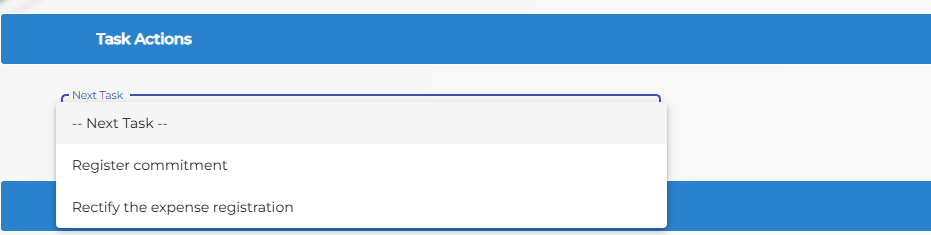 Task Actions
Next Task
-- Next Task --
Register commitment
Rectify the expense registration